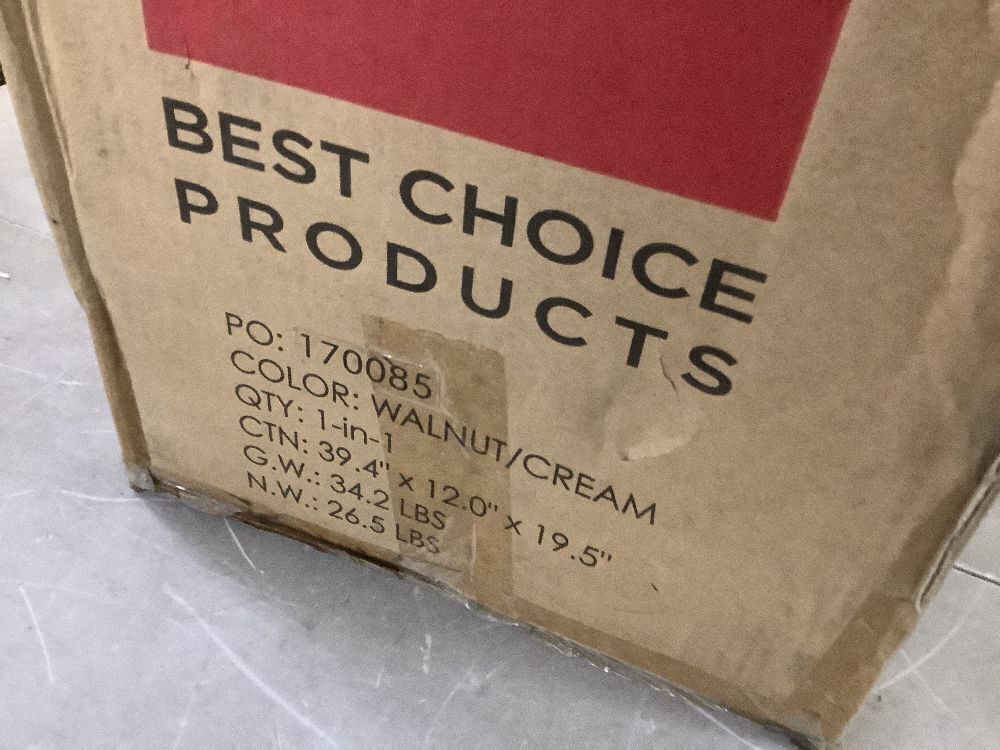 BEST CHOICE
PRODUCTS
PO: 170085
COLOR: WALNUT/CREAM
QTY: 1-in-1
CTN: 39.4" x 12.0" x 19.5"
G.W.: 34.2 LBS
N.W.: 26.5 LBS